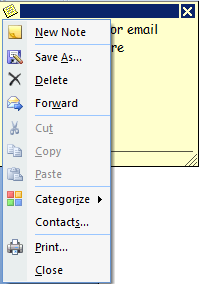 or email
re
New Note
Save As...
Delete
Forward
Cut
Copy
Paste
Categorize
Contacts...
Print...
Close